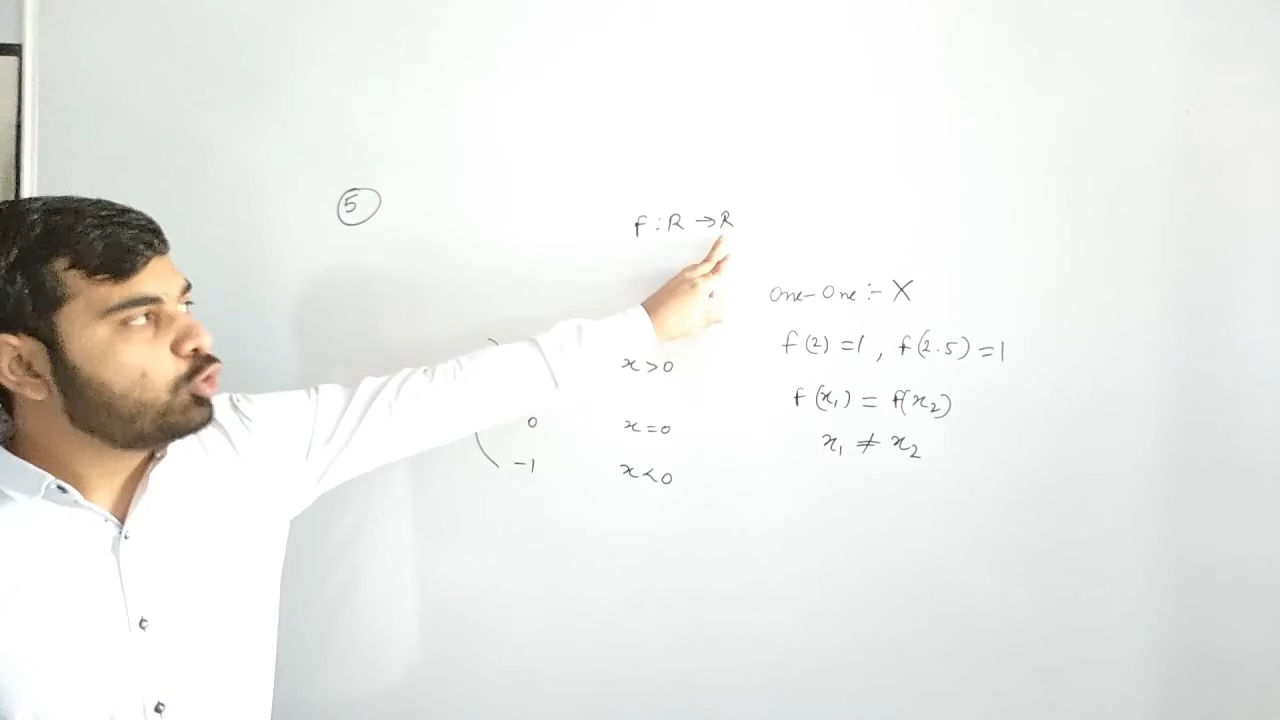 5
f : R → R
One-One :- X
f(2) = 1, f(2.5) = 1
x > 0
f(x₁) = f(x₂)
0 x = 0
x₁ ≠ x₂
-1 x < 0